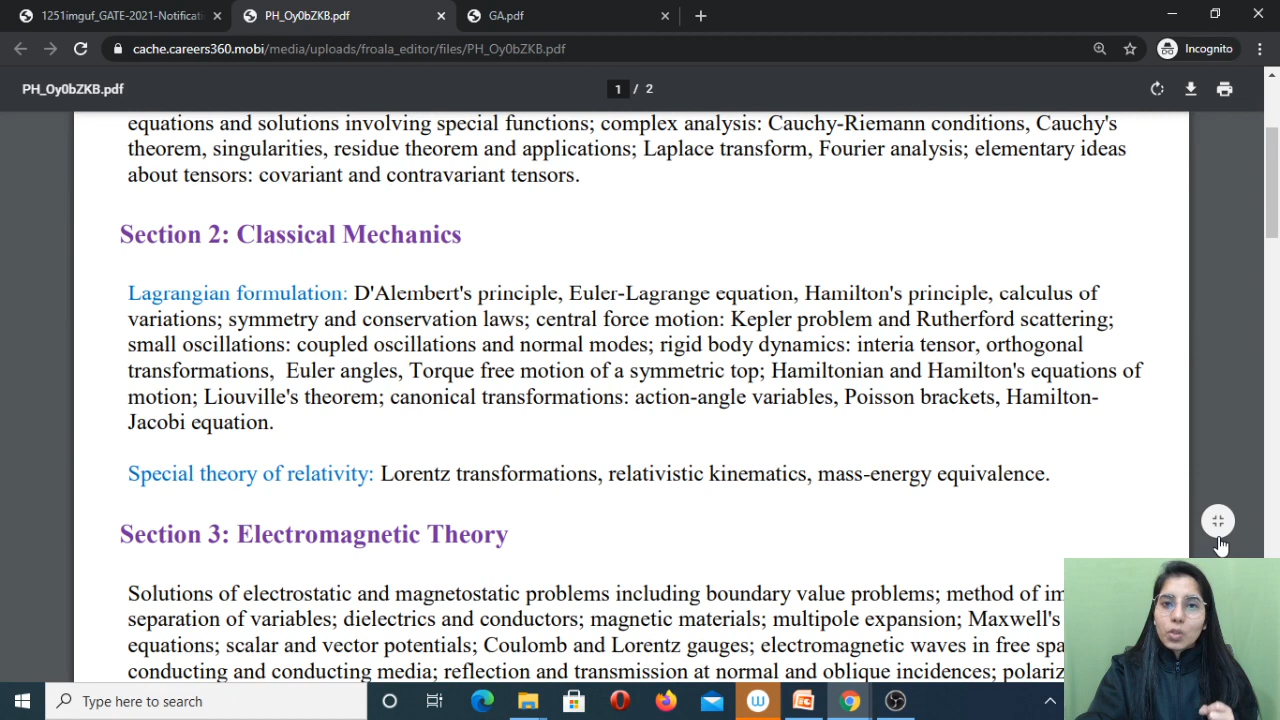 1251imguf_GATE-2021-Notificati
PH_Oy0bZKB.pdf
GA.pdf
cache.careers360.mobi/media/uploads/froala_editor/files/PH_Oy0bZKB.pdf
Incognito
PH_Oy0bZKB.pdf
1 / 2
equations and solutions involving special functions; complex analysis: Cauchy-Riemann conditions, Cauchy's
theorem, singularities, residue theorem and applications; Laplace transform, Fourier analysis; elementary ideas
about tensors: covariant and contravariant tensors.
Section 2: Classical Mechanics
Lagrangian formulation: D'Alembert's principle, Euler-Lagrange equation, Hamilton's principle, calculus of
variations; symmetry and conservation laws; central force motion: Kepler problem and Rutherford scattering;
small oscillations: coupled oscillations and normal modes; rigid body dynamics: interia tensor, orthogonal
transformations, Euler angles, Torque free motion of a symmetric top; Hamiltonian and Hamilton's equations of
motion; Liouville's theorem; canonical transformations: action-angle variables, Poisson brackets, Hamilton-
Jacobi equation.
Special theory of relativity: Lorentz transformations, relativistic kinematics, mass-energy equivalence.
Section 3: Electromagnetic Theory
Solutions of electrostatic and magnetostatic problems including boundary value problems; method of im
separation of variables; dielectrics and conductors; magnetic materials; multipole expansion; Maxwell's
equations; scalar and vector potentials; Coulomb and Lorentz gauges; electromagnetic waves in free spa
conducting and conducting media; reflection and transmission at normal and oblique incidences; polariz
Type here to search